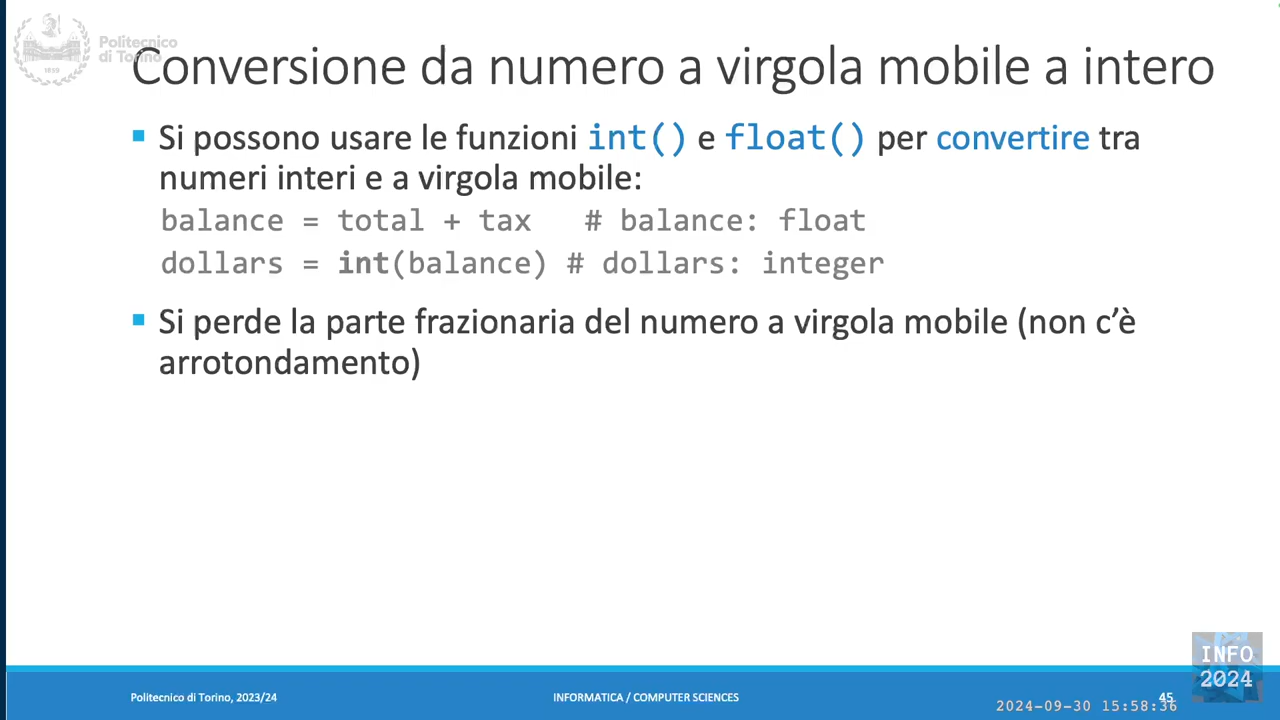 Politecnico
di Torino
1859
Conversione da numero a virgola mobile a intero
▪ Si possono usare le funzioni int() e float() per convertire tra
numeri interi e a virgola mobile:
balance = total + tax   # balance: float
dollars = int(balance) # dollars: integer
▪ Si perde la parte frazionaria del numero a virgola mobile (non c’è
arrotondamento)
Politecnico di Torino, 2023/24
INFORMATICA / COMPUTER SCIENCES
45
INFO
2024
2024-09-30 15:58:36